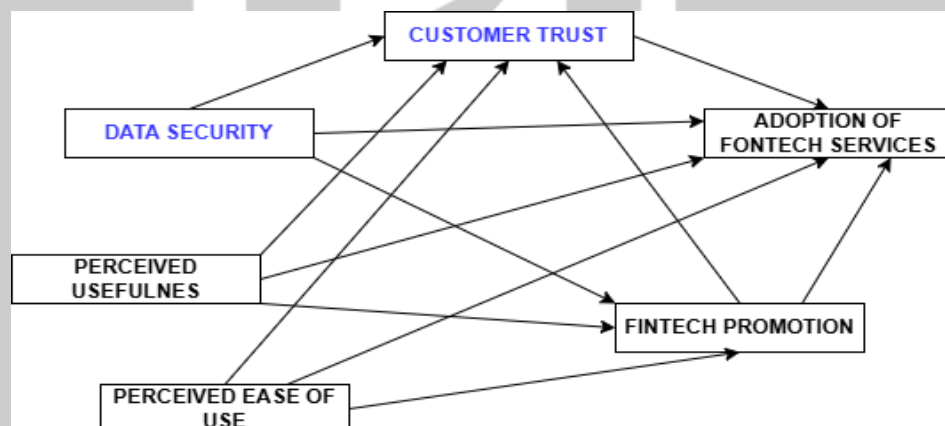 CUSTOMER TRUST
DATA SECURITY
ADOPTION OF
FONTECH SERVICES
PERCEIVED
USEFULNES
FINTECH PROMOTION
PERCEIVED EASE OF
USE